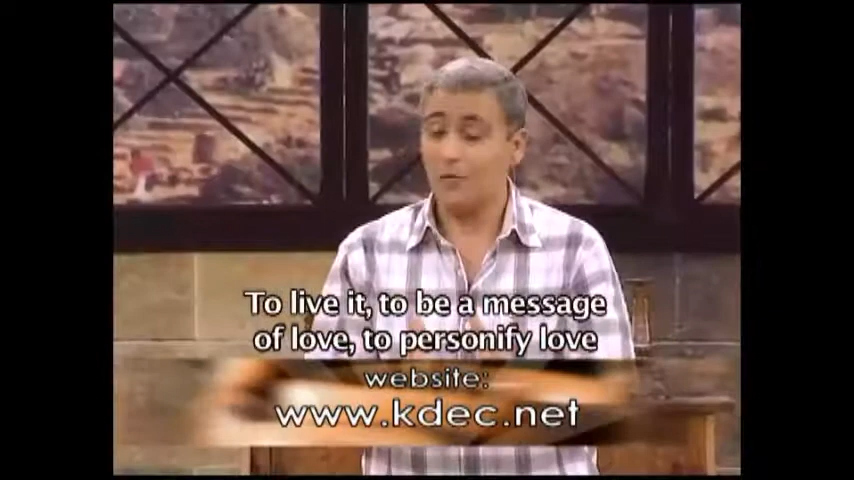 To live it, to be a message
of love, to personify love
website:
www.kdec.net